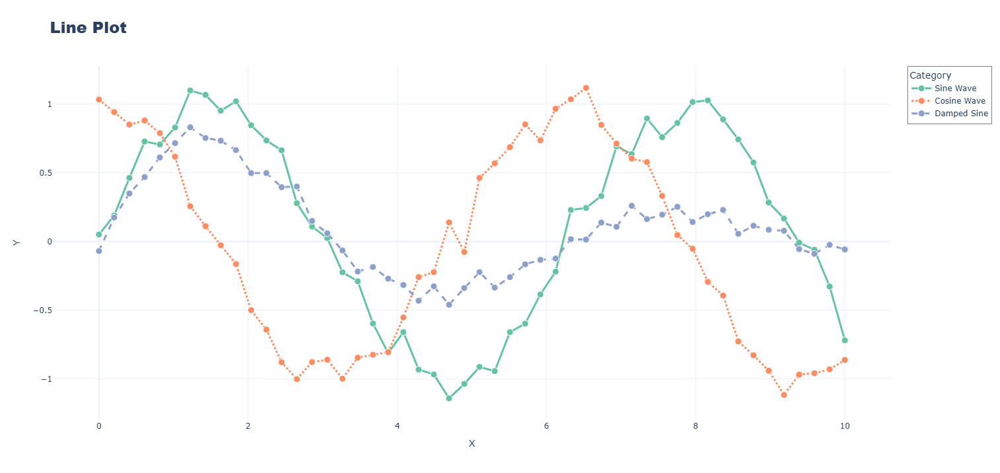 Line Plot
Category
Sine Wave
Cosine Wave
Damped Sine
1
0.5
0
−0.5
−1
Y
0 2 4 6 8 10
X